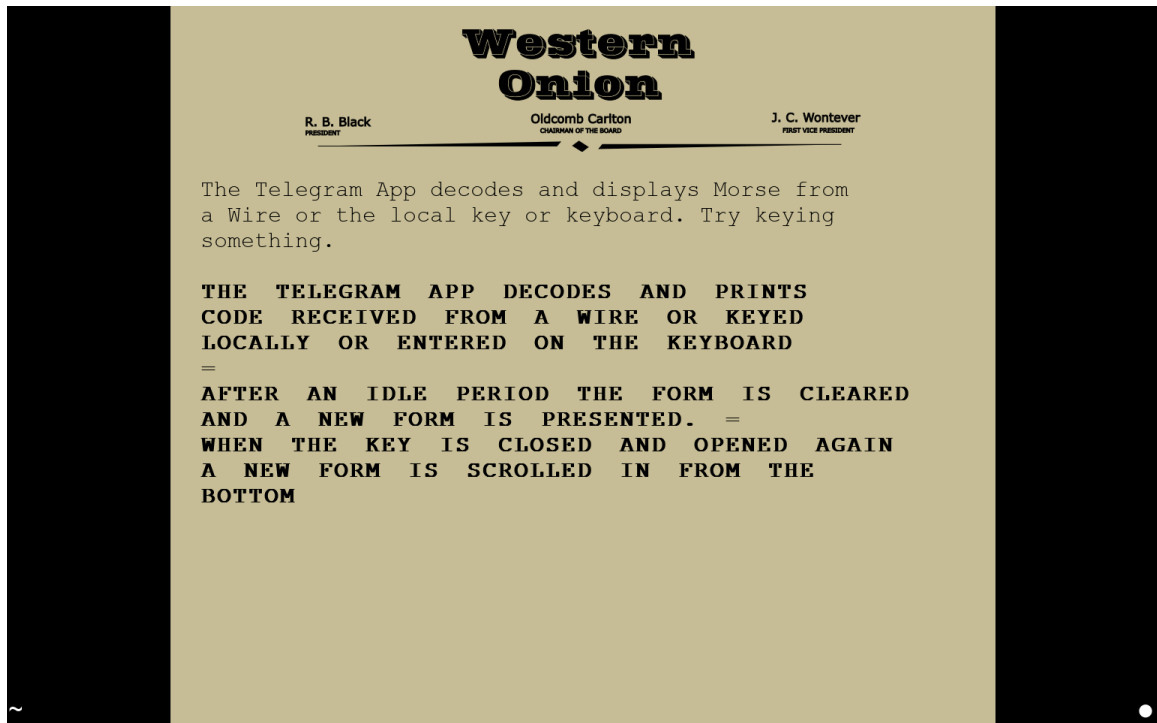 Western
Onion
R. B. Black
PRESIDENT
Oldcomb Carlton
CHAIRMAN OF THE BOARD
J. C. Wontever
FIRST VICE PRESIDENT
The Telegram App decodes and displays Morse from
a Wire or the local key or keyboard. Try keying
something.
THE TELEGRAM APP DECODES AND PRINTS
CODE RECEIVED FROM A WIRE OR KEYED
LOCALLY OR ENTERED ON THE KEYBOARD
=
AFTER AN IDLE PERIOD THE FORM IS CLEARED
AND A NEW FORM IS PRESENTED. =
WHEN THE KEY IS CLOSED AND OPENED AGAIN
A NEW FORM IS SCROLLED IN FROM THE
BOTTOM
~